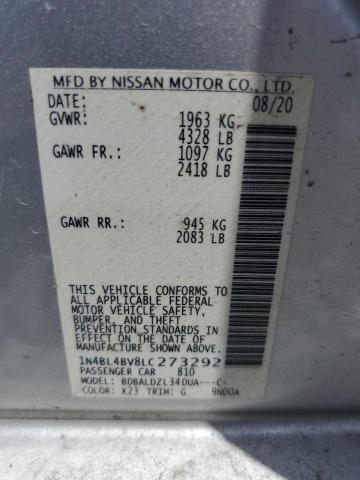 MFD BY NISSAN MOTOR CO., LTD.
DATE: 08/20
GVWR: 1963 KG
4328 LB
GAWR FR.: 1097 KG
2418 LB
GAWR RR.: 945 KG
2083 LB
THIS VEHICLE CONFORMS TO
ALL APPLICABLE FEDERAL
MOTOR VEHICLE SAFETY,
BUMPER, AND THEFT
PREVENTION STANDARDS IN
EFFECT ON THE DATE OF
MANUFACTURE SHOWN ABOVE.
1N4BL4BV8LC273292
PASSENGER CAR 810
MODEL: BDBALDZL34DUA---C-
COLOR: K23 TRIM: G 9N00A